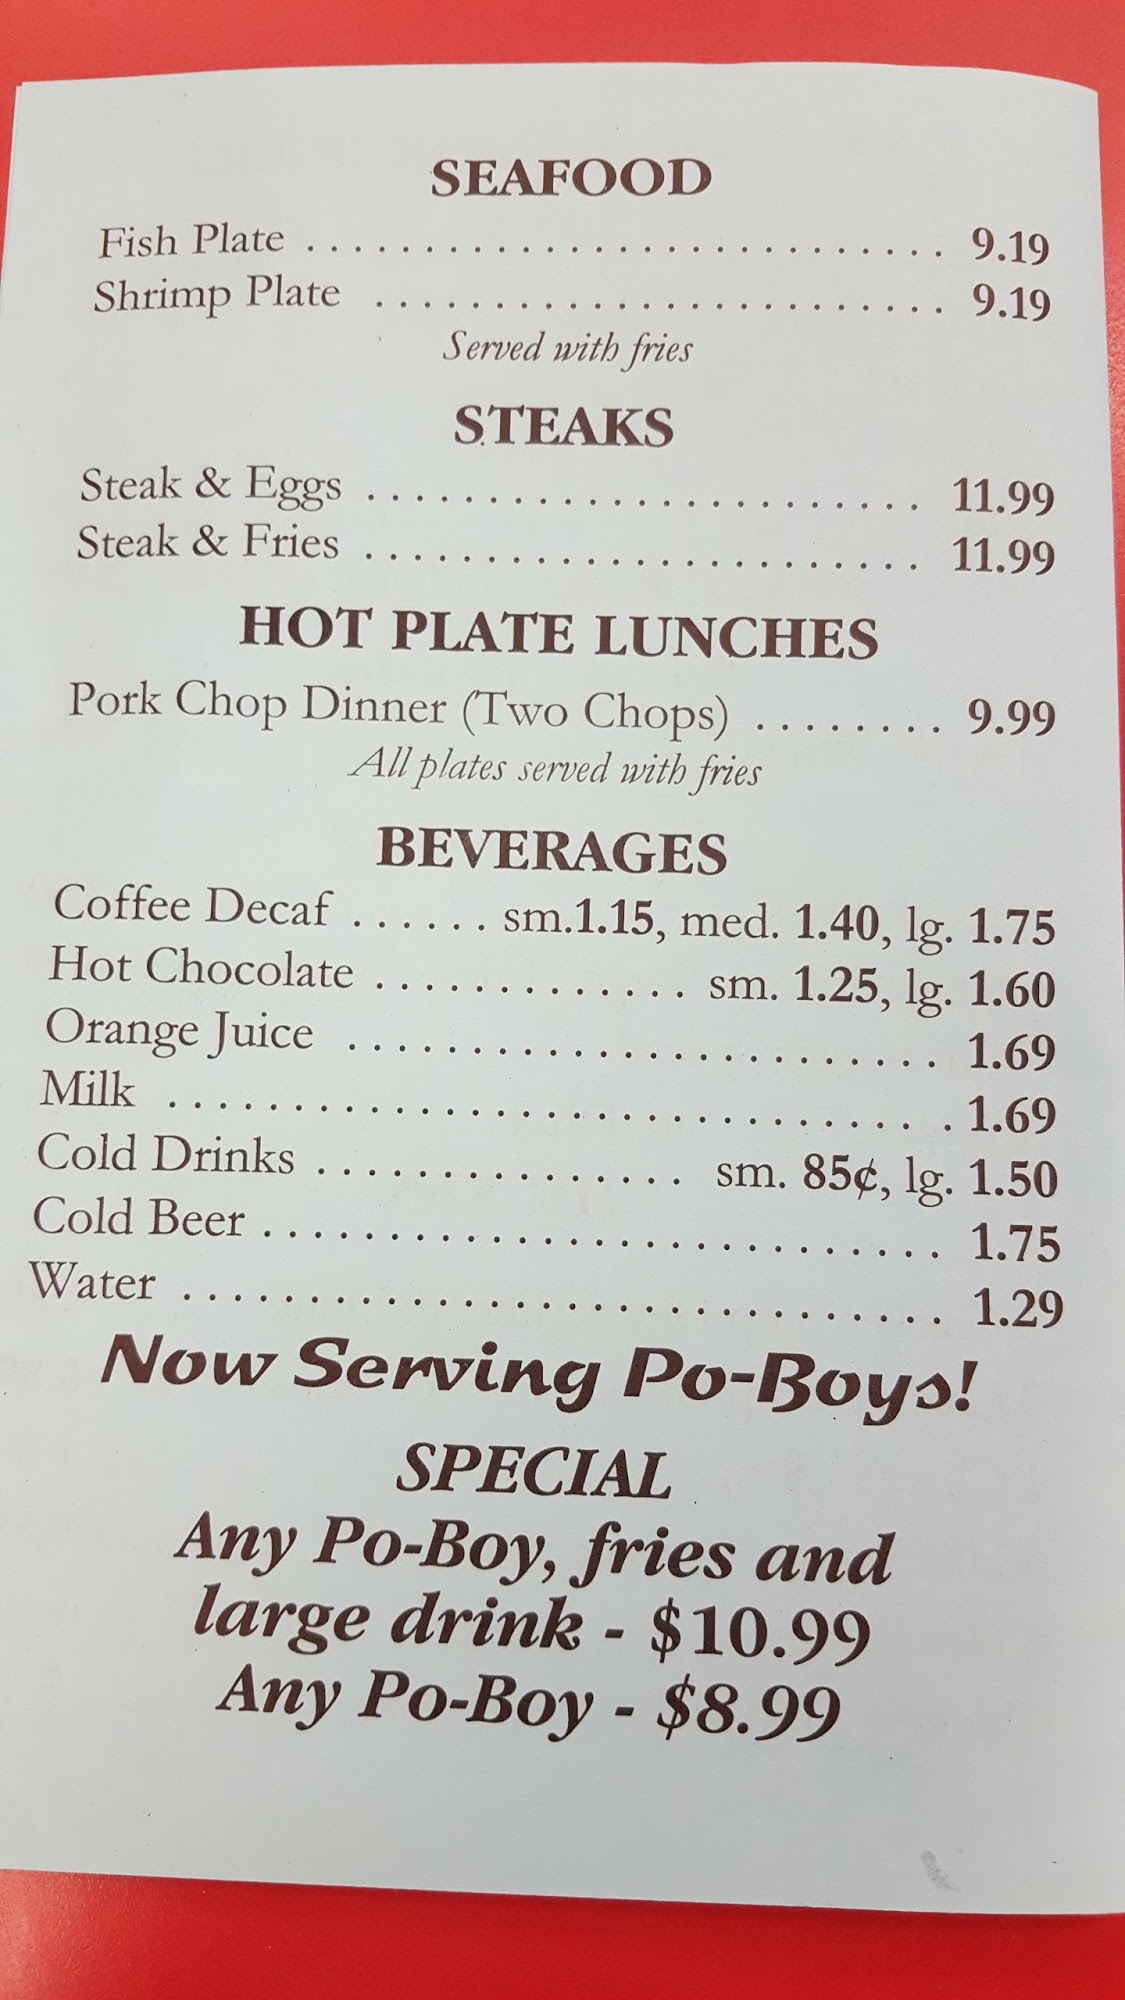 SEAFOOD
Fish Plate . . . . . . . . . . . . . . . . . . . . . . . . . . . 9.19
Shrimp Plate . . . . . . . . . . . . . . . . . . . . . . . . 9.19
Served with fries
STEAKS
Steak & Eggs . . . . . . . . . . . . . . . . . . . . . . . 11.99
Steak & Fries . . . . . . . . . . . . . . . . . . . . . . . 11.99
HOT PLATE LUNCHES
Pork Chop Dinner (Two Chops) . . . . . . . . 9.99
All plates served with fries
BEVERAGES
Coffee Decaf . . . . . . sm.1.15, med. 1.40, lg. 1.75
Hot Chocolate . . . . . . . . . . . . . sm. 1.25, lg. 1.60
Orange Juice . . . . . . . . . . . . . . . . . . . . . . . . 1.69
Milk . . . . . . . . . . . . . . . . . . . . . . . . . . . . . . . 1.69
Cold Drinks . . . . . . . . . . . . . . . sm. 85¢, lg. 1.50
Cold Beer . . . . . . . . . . . . . . . . . . . . . . . . . . . 1.75
Water . . . . . . . . . . . . . . . . . . . . . . . . . . . . . . 1.29
Now Serving Po-Boys!
SPECIAL
Any Po-Boy, fries and
large drink - $10.99
Any Po-Boy - $8.99